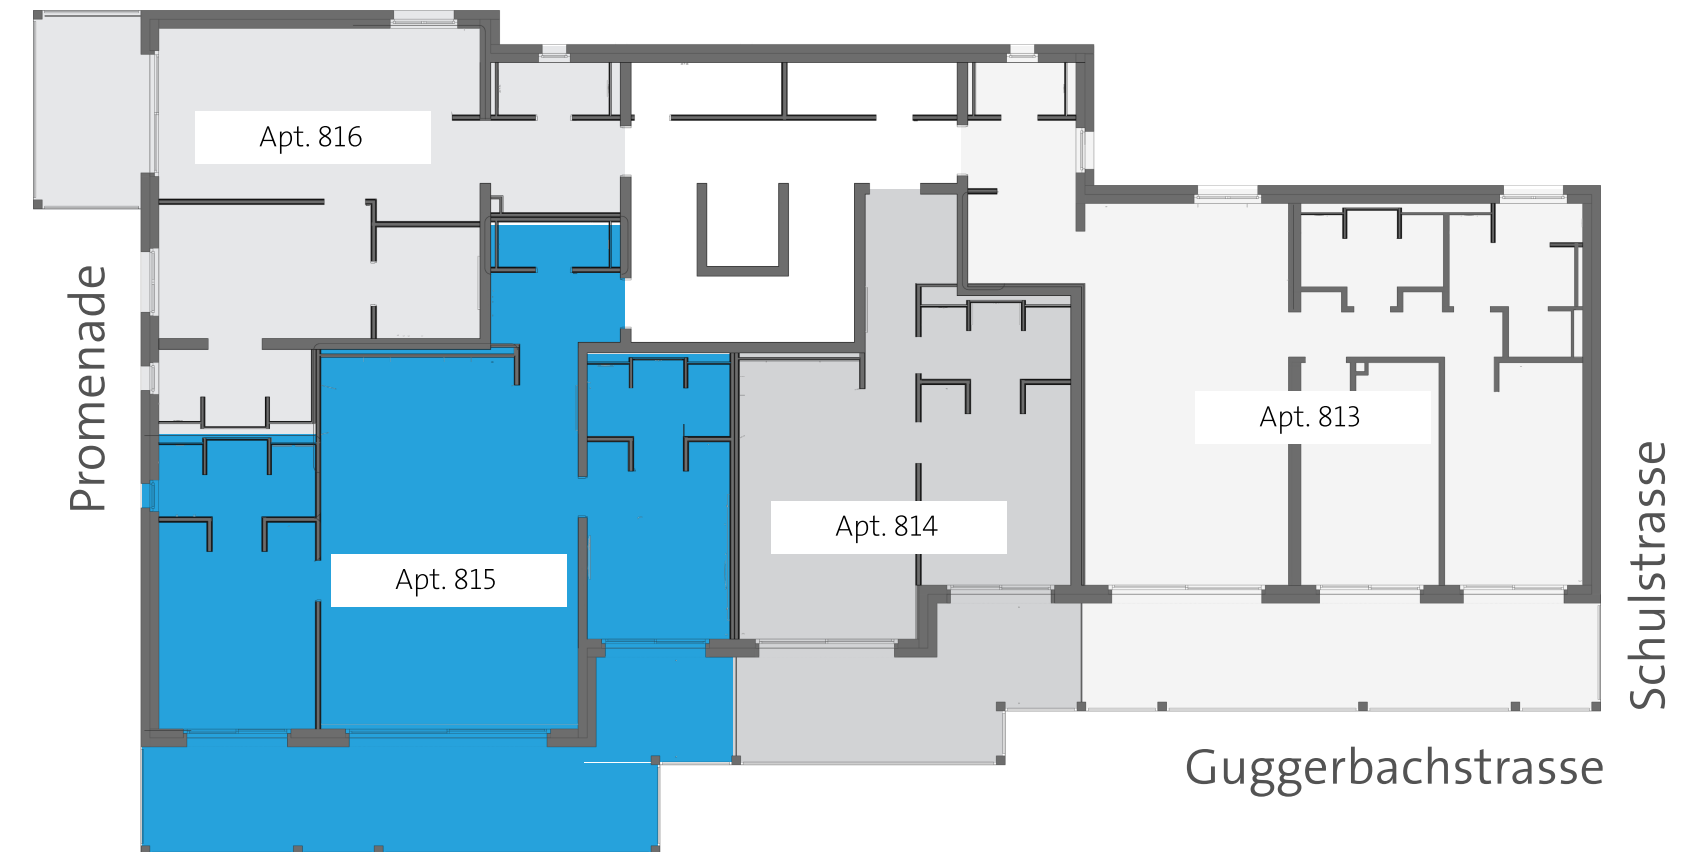 Apt. 816
Promenade
Apt. 813
Apt. 814
Apt. 815
Schulstrasse
Guggerbachstrasse